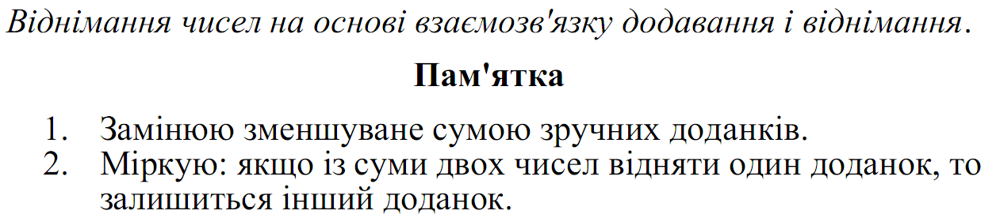 Віднімання чисел на основі взаємозв'язку додавання і віднімання.
Пам'ятка
1. Замінюю зменшуване сумою зручних доданків.
2. Міркую: якщо із суми двох чисел відняти один доданок, то
залишиться інший доданок.